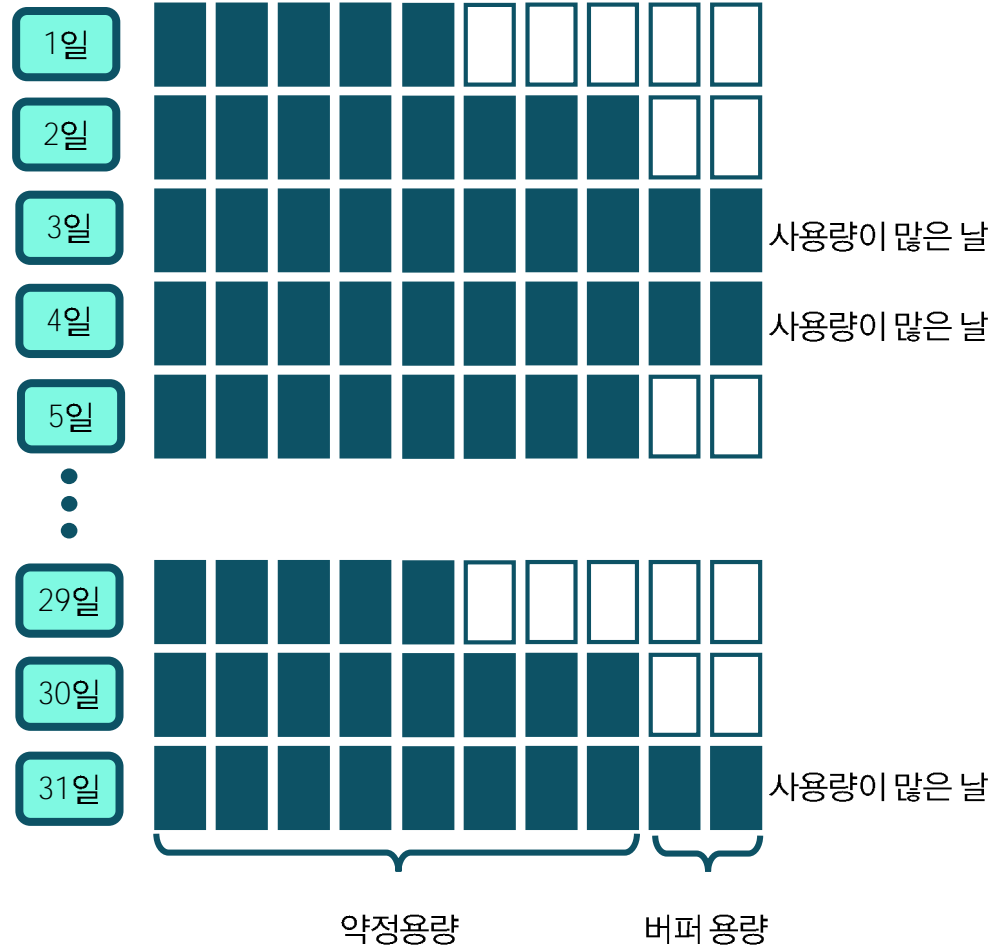 1일
2일
3일 사용량이 많은 날
4일 사용량이 많은 날
5일
29일
30일
31일 사용량이 많은 날
약정용량 버퍼 용량